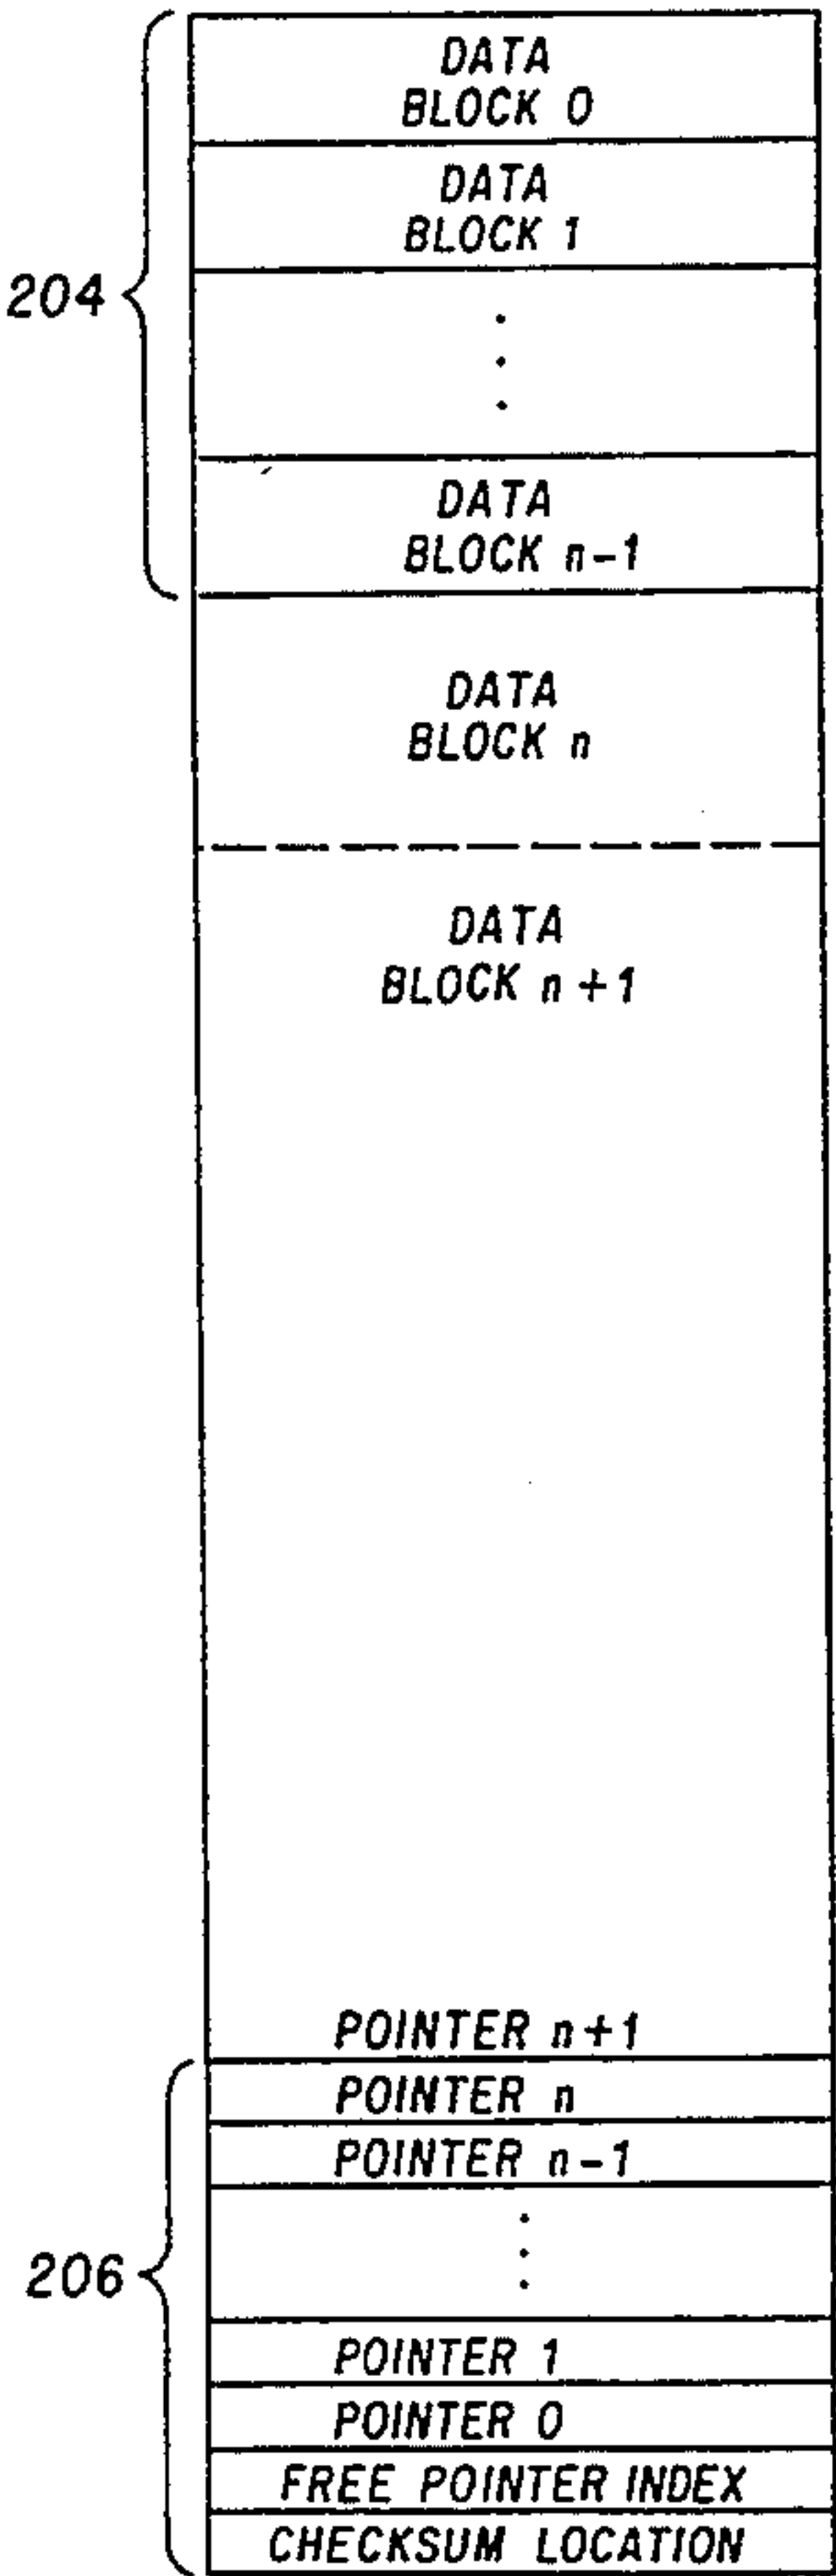 DATA
BLOCK 0
DATA
BLOCK 1
204
.
.
.
DATA
BLOCK n-1
DATA
BLOCK n
DATA
BLOCK n+1
POINTER n+1
POINTER n
POINTER n-1
.
.
.
206
POINTER 1
POINTER 0
FREE POINTER INDEX
CHECKSUM LOCATION